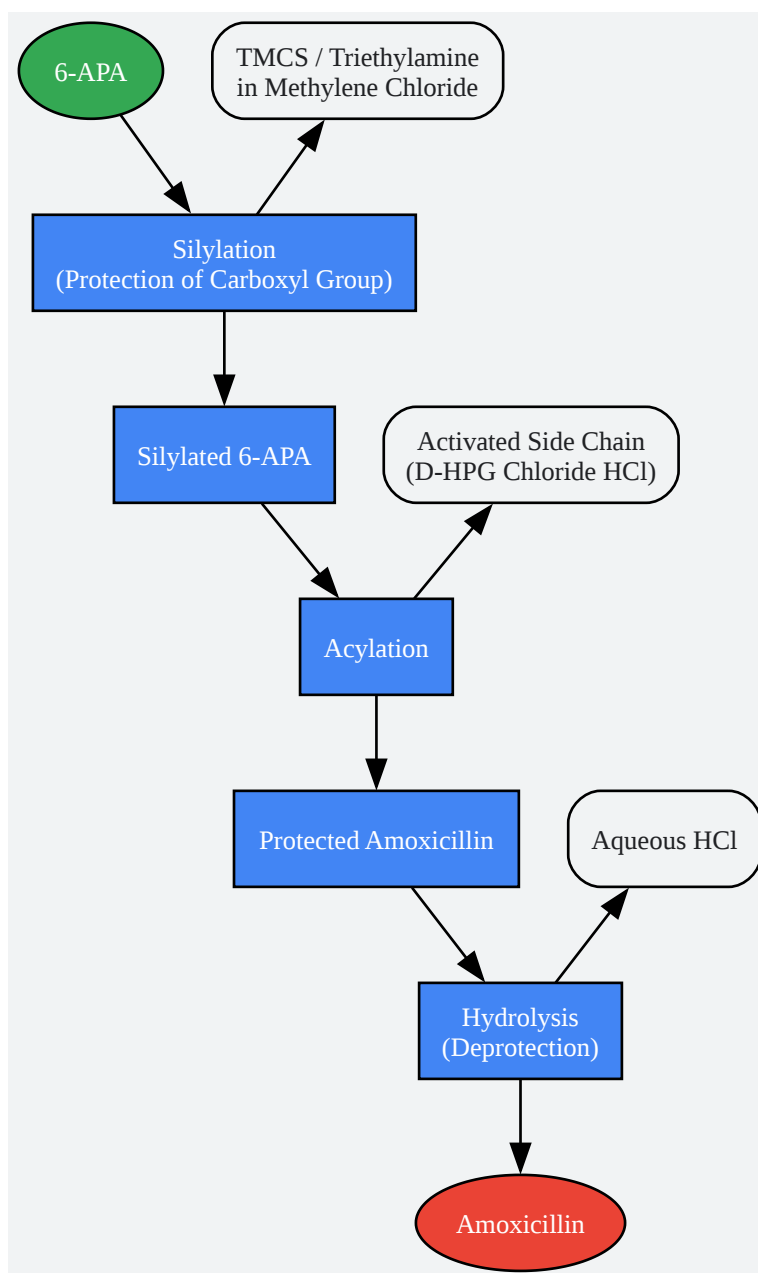 6-APA
TMCS / Triethylamine
in Methylene Chloride
Silylation
(Protection of Carboxyl Group)
Silylated 6-APA
Activated Side Chain
(D-HPG Chloride HCl)
Acylation
Protected Amoxicillin
Aqueous HCl
Hydrolysis
(Deprotection)
Amoxicillin